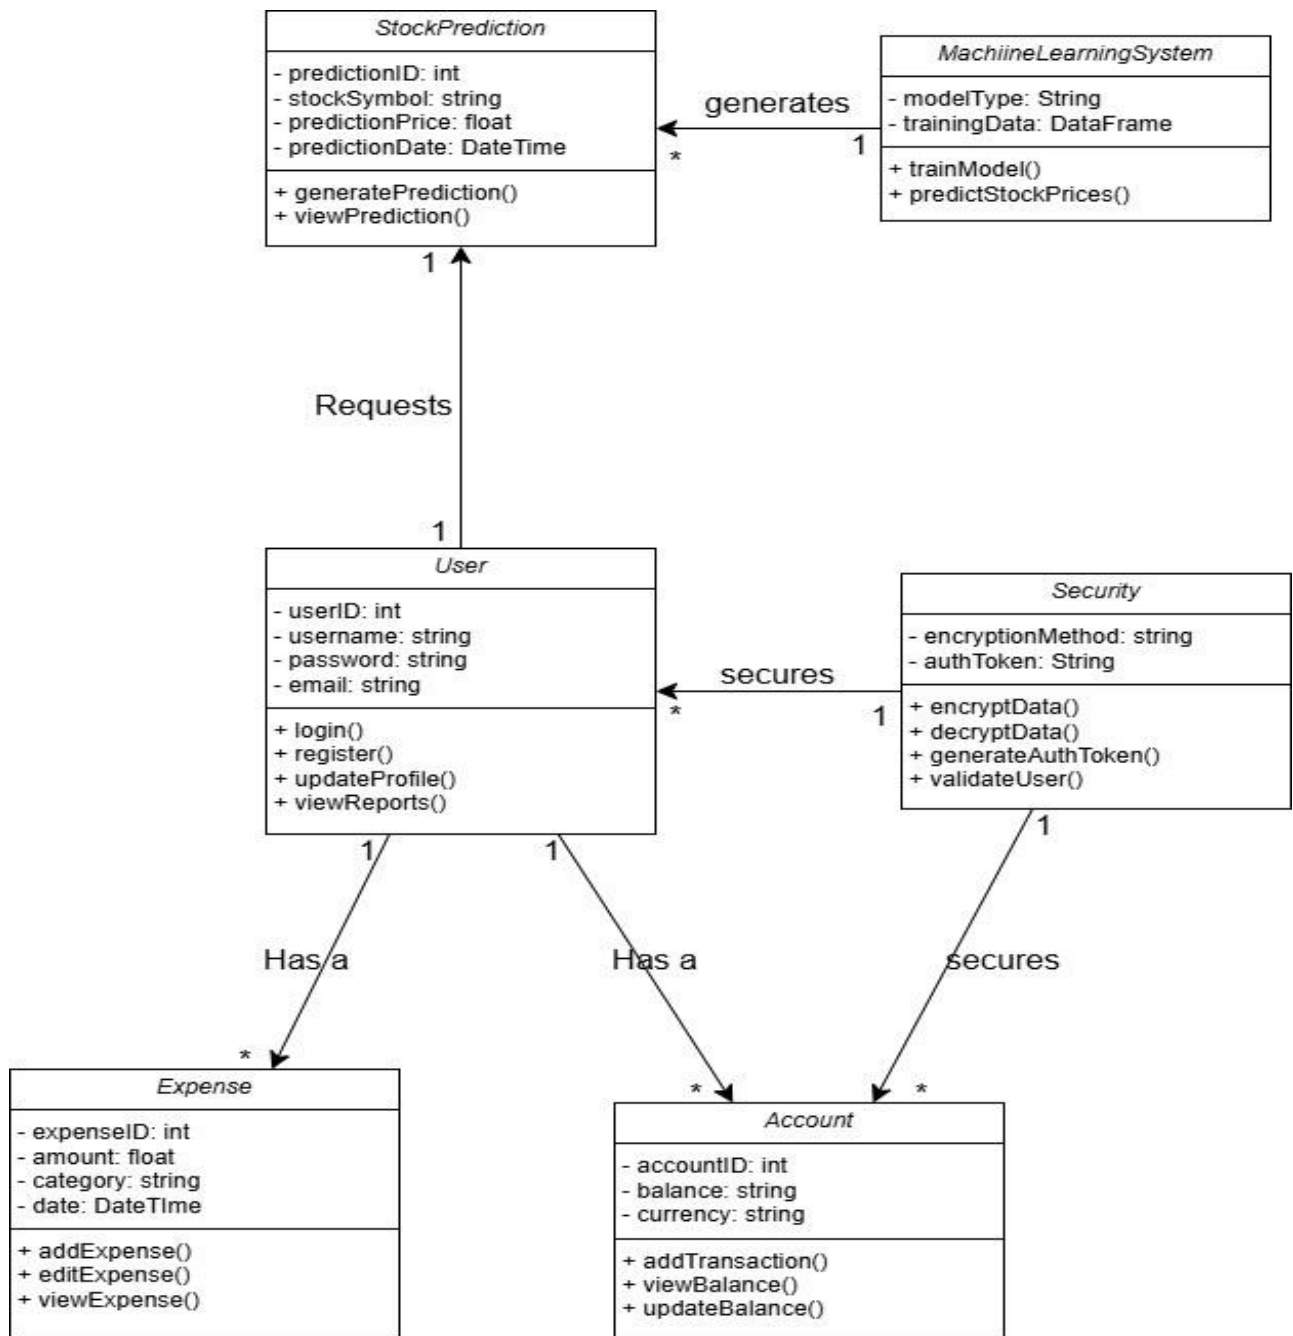 StockPrediction
- predictionID: int
- stockSymbol: string
- predictionPrice: float
- predictionDate: DateTime
+ generatePrediction()
+ viewPrediction()
generates
*
1
MachiineLearningSystem
- modelType: String
- trainingData: DataFrame
+ trainModel()
+ predictStockPrices()
1
Requests
1
User
- userID: int
- username: string
- password: string
- email: string
+ login()
+ register()
+ updateProfile()
+ viewReports()
secures
*
1
Security
- encryptionMethod: string
- authToken: String
+ encryptData()
+ decryptData()
+ generateAuthToken()
+ validateUser()
1
1
1
Has a
Has a
secures
*
*
*
Expense
- expenseID: int
- amount: float
- category: string
- date: DateTIme
+ addExpense()
+ editExpense()
+ viewExpense()
Account
- accountID: int
- balance: string
- currency: string
+ addTransaction()
+ viewBalance()
+ updateBalance()